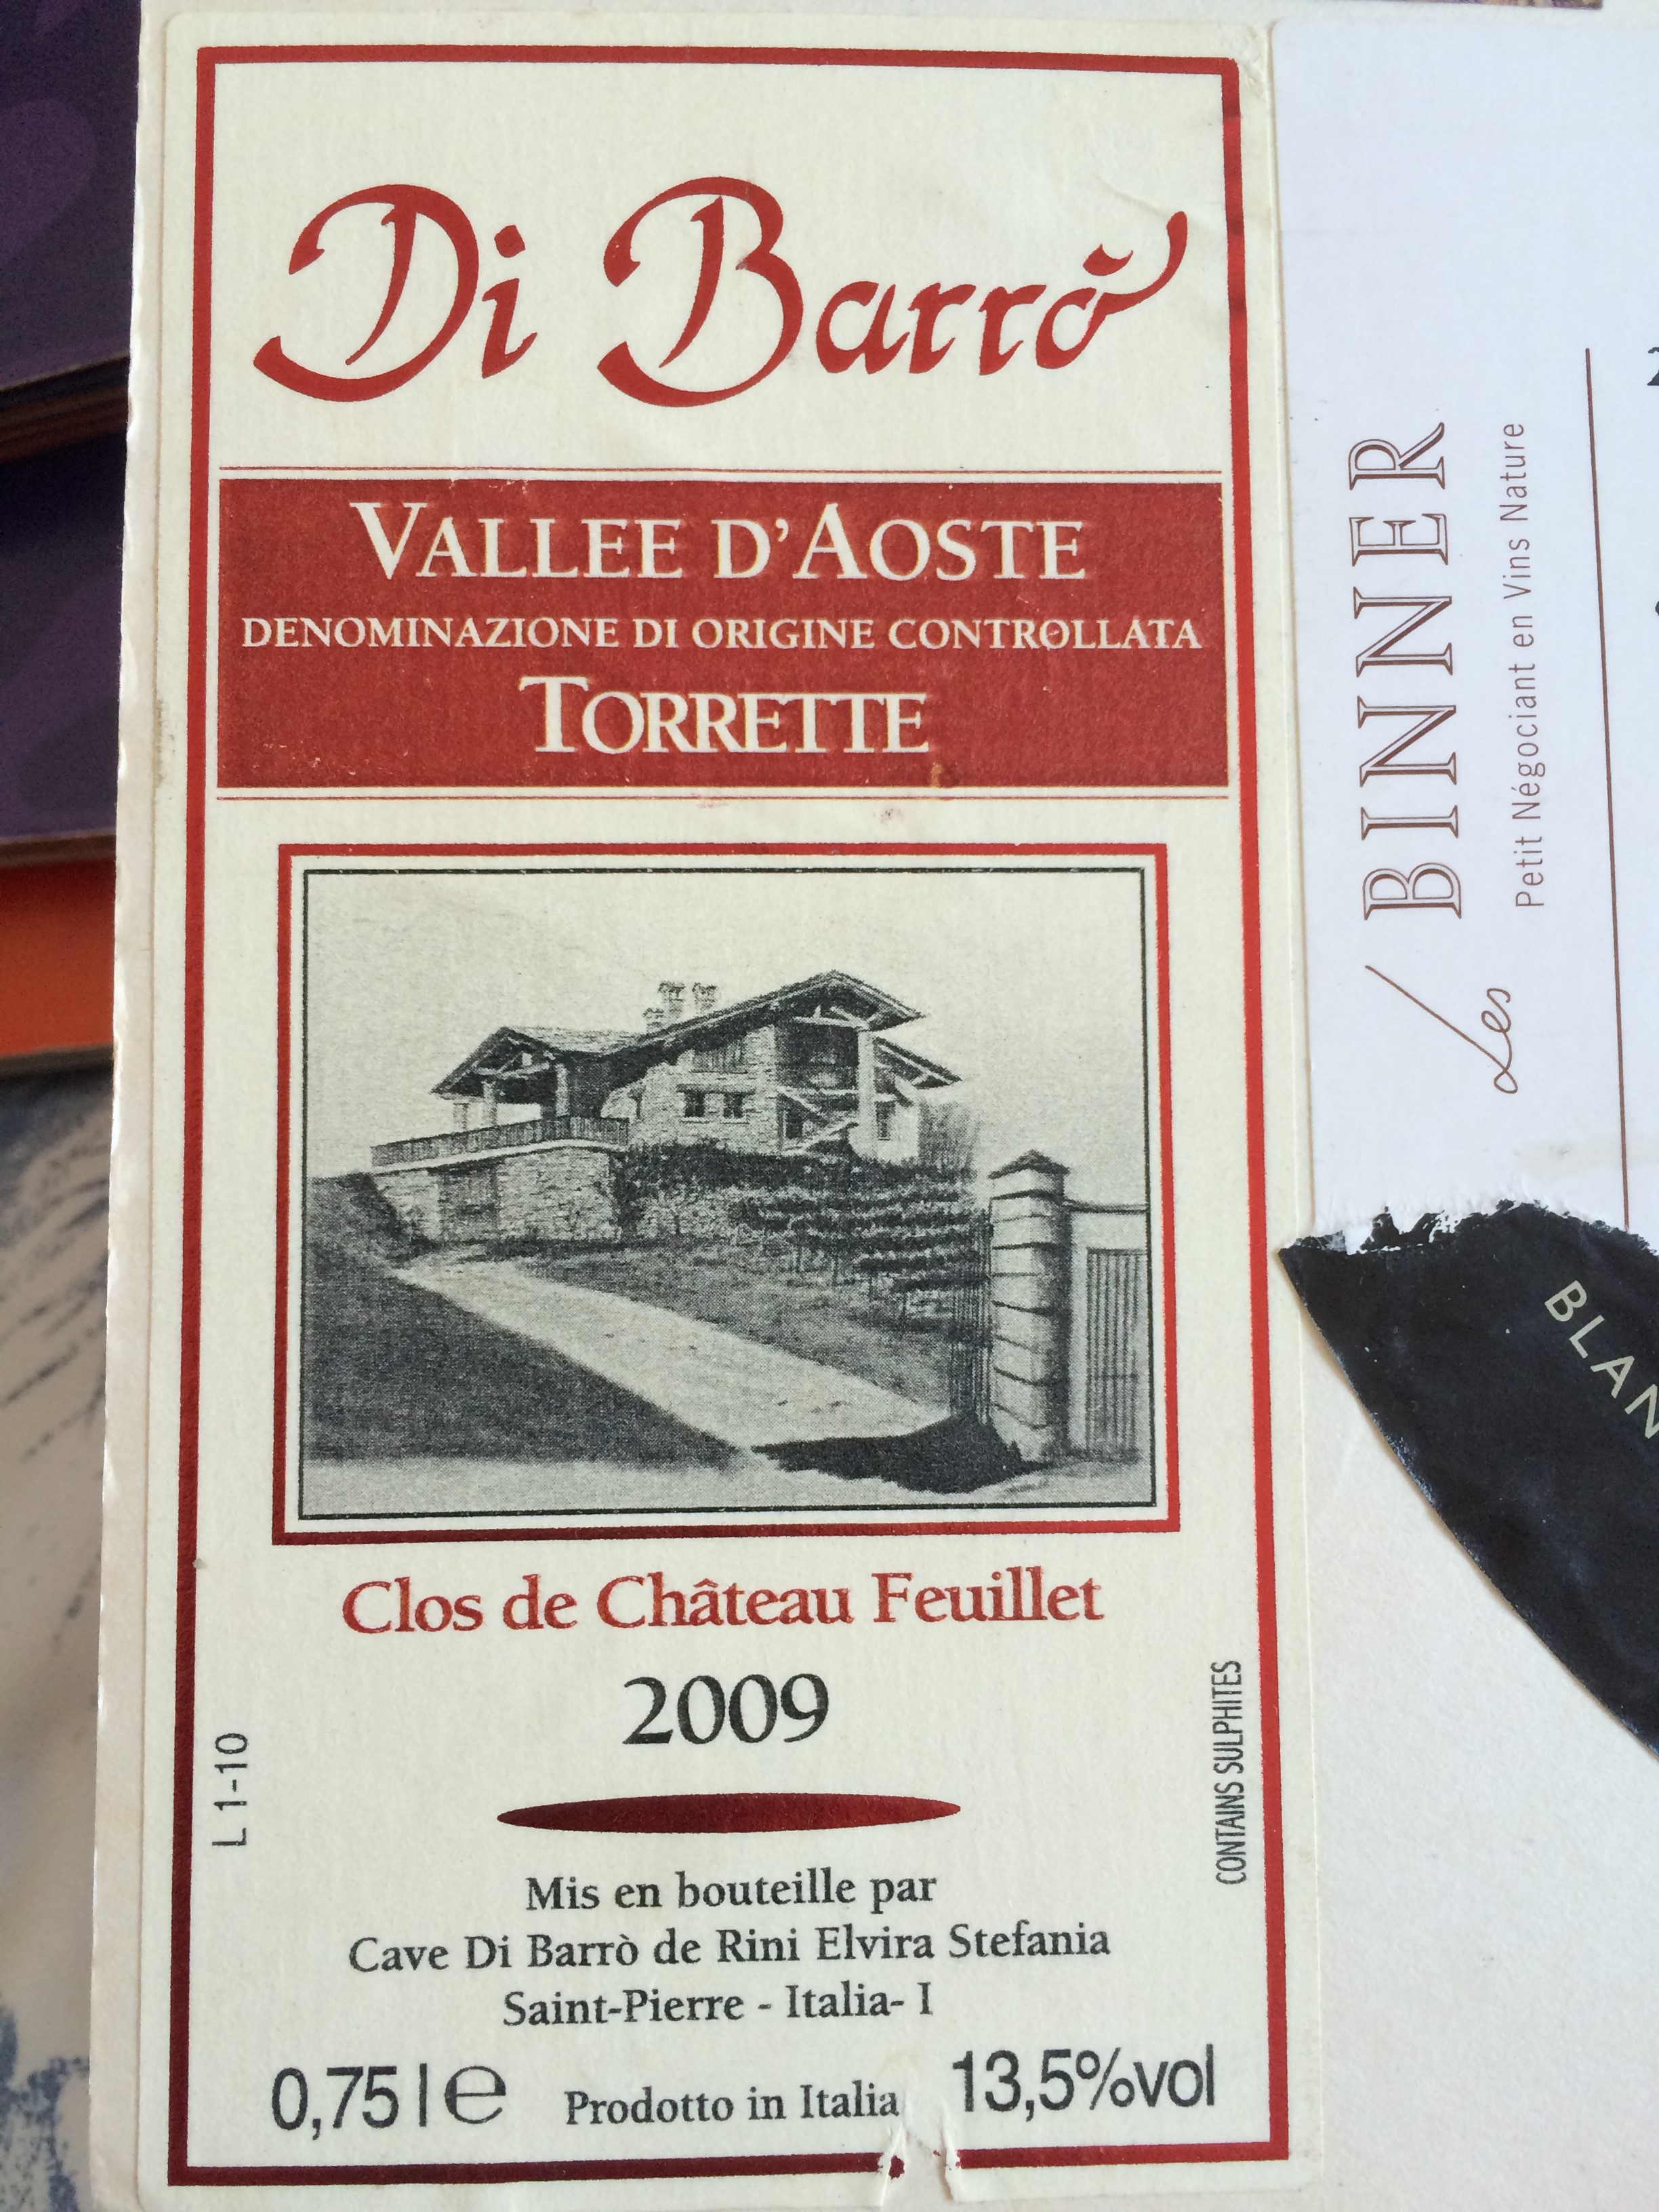 Di Barrò
VALLEE D'AOSTE
DENOMINAZIONE DI ORIGINE CONTROLLATA
TORRETTE
Clos de Château Feuillet
2009
L 1-10
CONTAINS SULPHITES
Mis en bouteille par
Cave Di Barrò de Rini Elvira Stefania
Saint-Pierre - Italia- I
0,75 l e Prodotto in Italia 13,5%vol
Les BINNER
Petit Négociant en Vins Nature